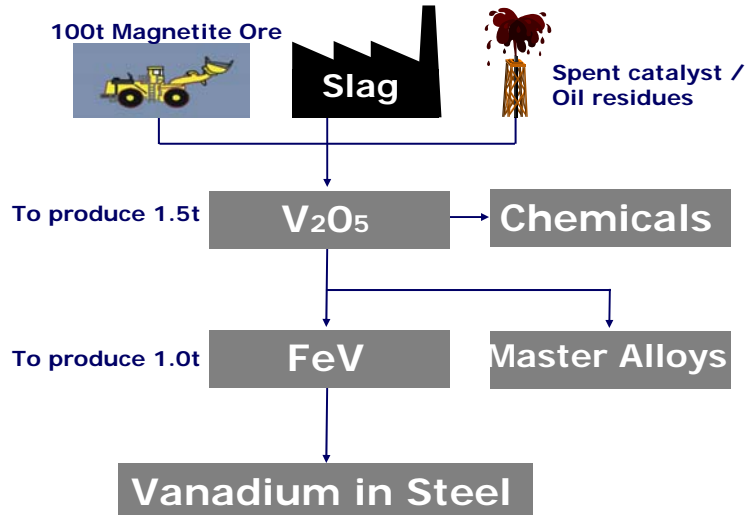 100t Magnetite Ore
Slag
Spent catalyst /
Oil residues
To produce 1.5t
V₂O₅
Chemicals
To produce 1.0t
FeV
Master Alloys
Vanadium in Steel